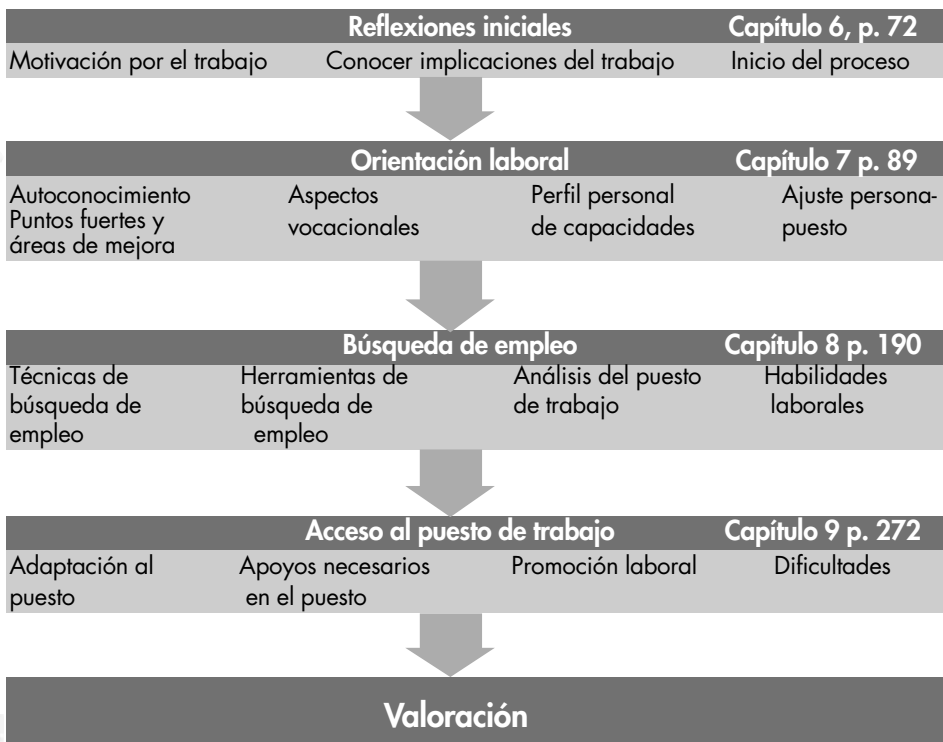 Reflexiones iniciales Capítulo 6, p. 72
Motivación por el trabajo Conocer implicaciones del trabajo Inicio del proceso
Orientación laboral Capítulo 7 p. 89
Autoconocimiento
Puntos fuertes y
áreas de mejora
Aspectos
vocacionales
Perfil personal
de capacidades
Ajuste persona-
puesto
Búsqueda de empleo Capítulo 8 p. 190
Técnicas de
búsqueda de
empleo
Herramientas de
búsqueda de
empleo
Análisis del puesto
de trabajo
Habilidades
laborales
Acceso al puesto de trabajo Capítulo 9 p. 272
Adaptación al
puesto
Apoyos necesarios
en el puesto
Promoción laboral
Dificultades
Valoración